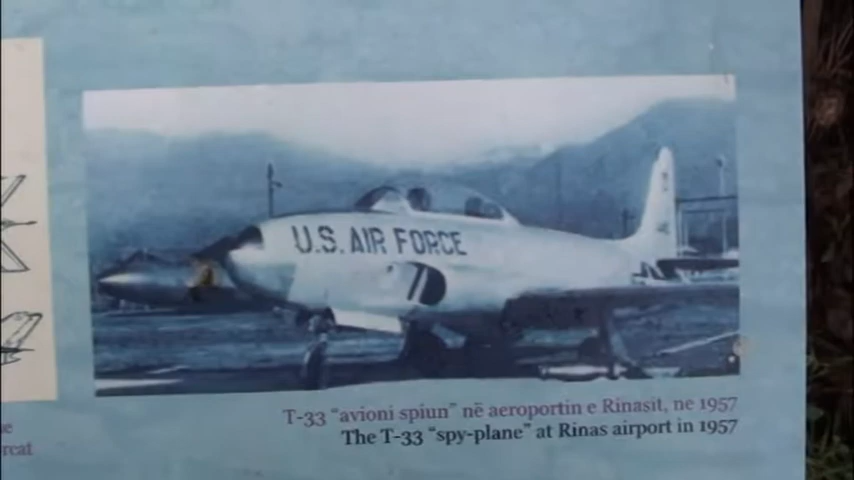 U.S. AIR FORCE
T-33 "avioni spiun" në aeroportin e Rinasit, ne 1957
The T-33 "spy-plane" at Rinas airport in 1957